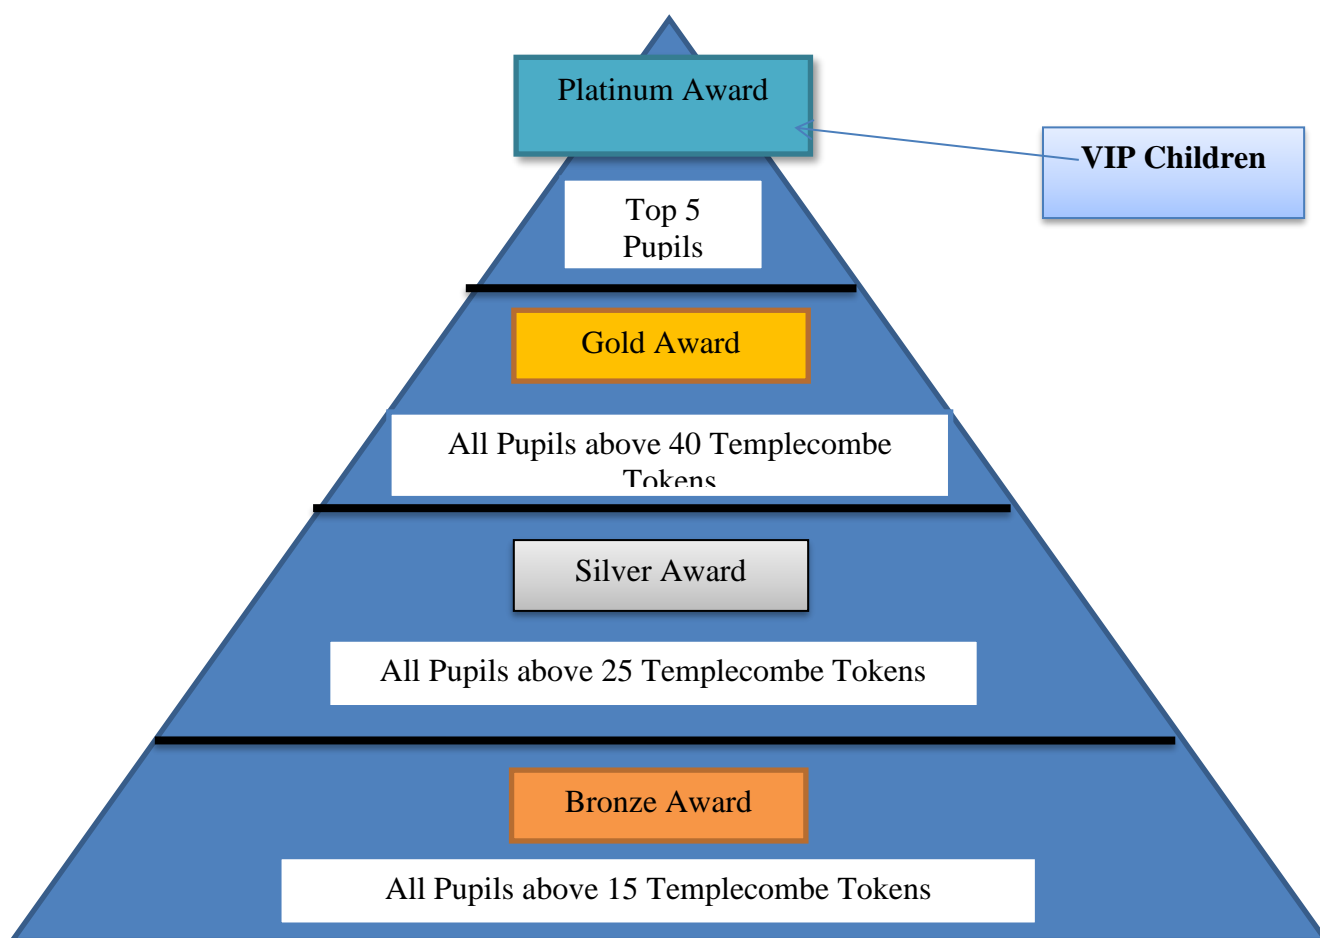 Platinum Award
VIP Children
Top 5
Pupils
Gold Award
All Pupils above 40 Templecombe
Tokens
Silver Award
All Pupils above 25 Templecombe Tokens
Bronze Award
All Pupils above 15 Templecombe Tokens